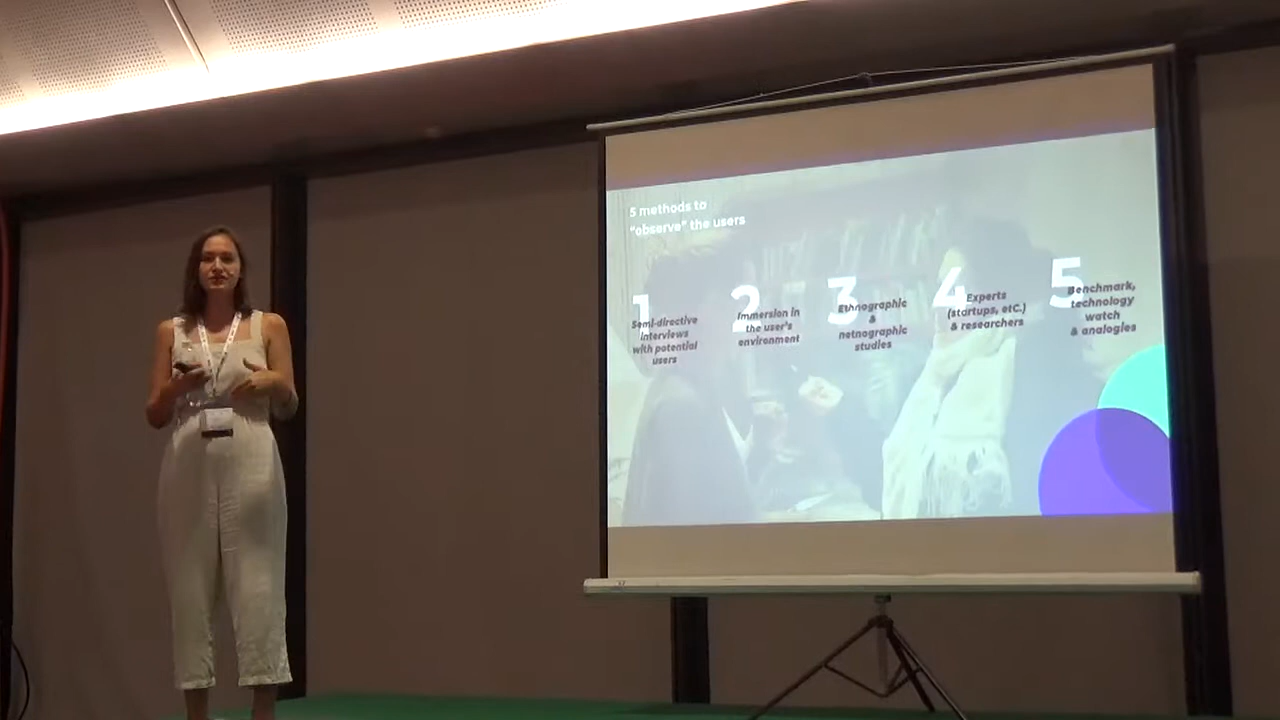 5 methods to
"observe" the users
1
Semi-directive
interviews
with potential
users
2
Immersion in
the user's
environment
3
Ethnographic
&
netnographic
studies
4
Experts
(startups, etC.)
& researchers
5
Benchmark,
technology
watch
& analogies